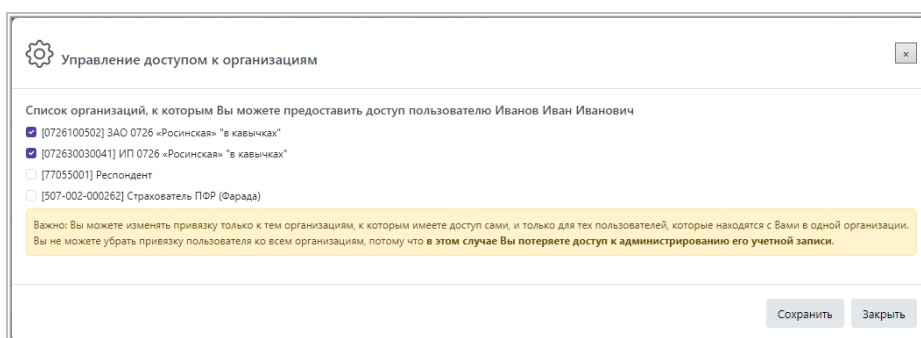 Управление доступом к организациям
×
Список организаций, к которым Вы можете предоставить доступ пользователю Иванов Иван Иванович
[0726100502] ЗАО 0726 «Росинская» "в кавычках"
[072630030041] ИП 0726 «Росинская» "в кавычках"
[77055001] Респондент
[507-002-000262] Страхователь ПФР (Фарада)
Важно: Вы можете изменять привязку только к тем организациям, к которым имеете доступ сами, и только для тех пользователей, которые находятся с Вами в одной организации.
Вы не можете убрать привязку пользователя ко всем организациям, потому что в этом случае Вы потеряете доступ к администрированию его учетной записи.
Сохранить Закрыть